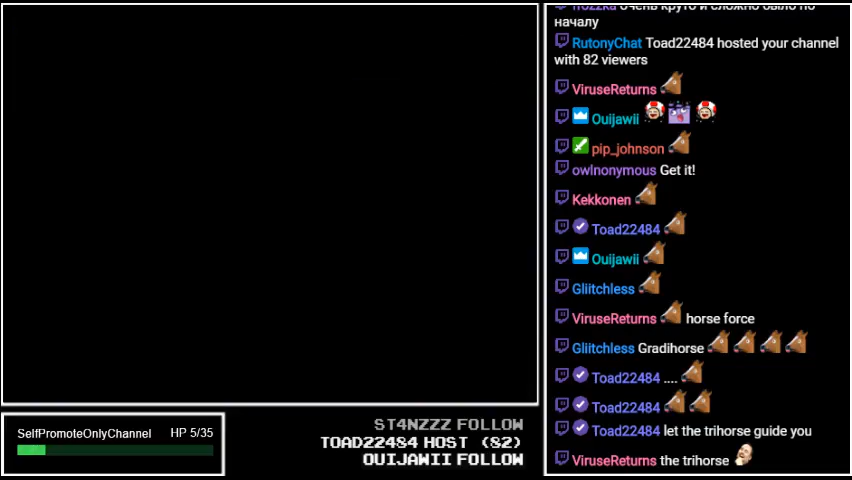 очень круто и сложно было по
началу
RutonyChat Toad22484 hosted your channel
with 82 viewers
ViruseReturns
Ouijawii
pip_johnson
owlnonymous Get it!
Kekkonen
Toad22484
Ouijawii
Gliitchless
ViruseReturns horse force
Gliitchless Gradihorse
Toad22484 ....
Toad22484
Toad22484 let the trihorse guide you
ViruseReturns the trihorse
SelfPromoteOnlyChannel HP 5/35
ST4NZZZ FOLLOW
TOAD22484 HOST (82)
OUIJAWII FOLLOW